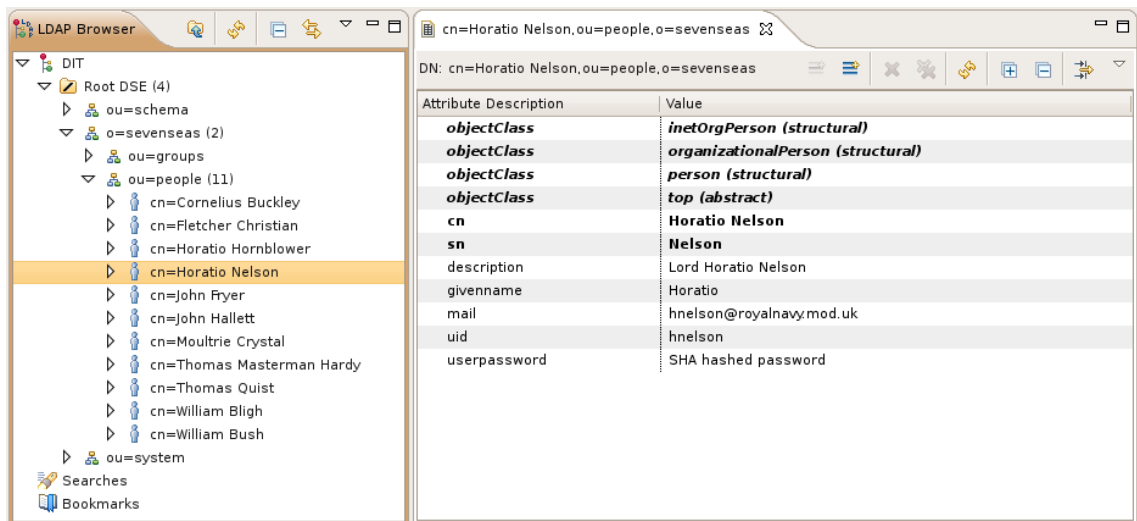 LDAP Browser
DIT
Root DSE (4)
ou=schema
o=sevenseas (2)
ou=groups
ou=people (11)
cn=Cornelius Buckley
cn=Fletcher Christian
cn=Horatio Hornblower
cn=Horatio Nelson
cn=John Fryer
cn=John Hallett
cn=Moultrie Crystal
cn=Thomas Masterman Hardy
cn=Thomas Quist
cn=William Bligh
cn=William Bush
ou=system
Searches
Bookmarks
cn=Horatio Nelson,ou=people,o=sevenseas
DN: cn=Horatio Nelson,ou=people,o=sevenseas
Attribute Description Value
objectClass inetOrgPerson (structural)
objectClass organizationalPerson (structural)
objectClass person (structural)
objectClass top (abstract)
cn Horatio Nelson
sn Nelson
description Lord Horatio Nelson
givenname Horatio
mail hnelson@royalnavy.mod.uk
uid hnelson
userpassword SHA hashed password